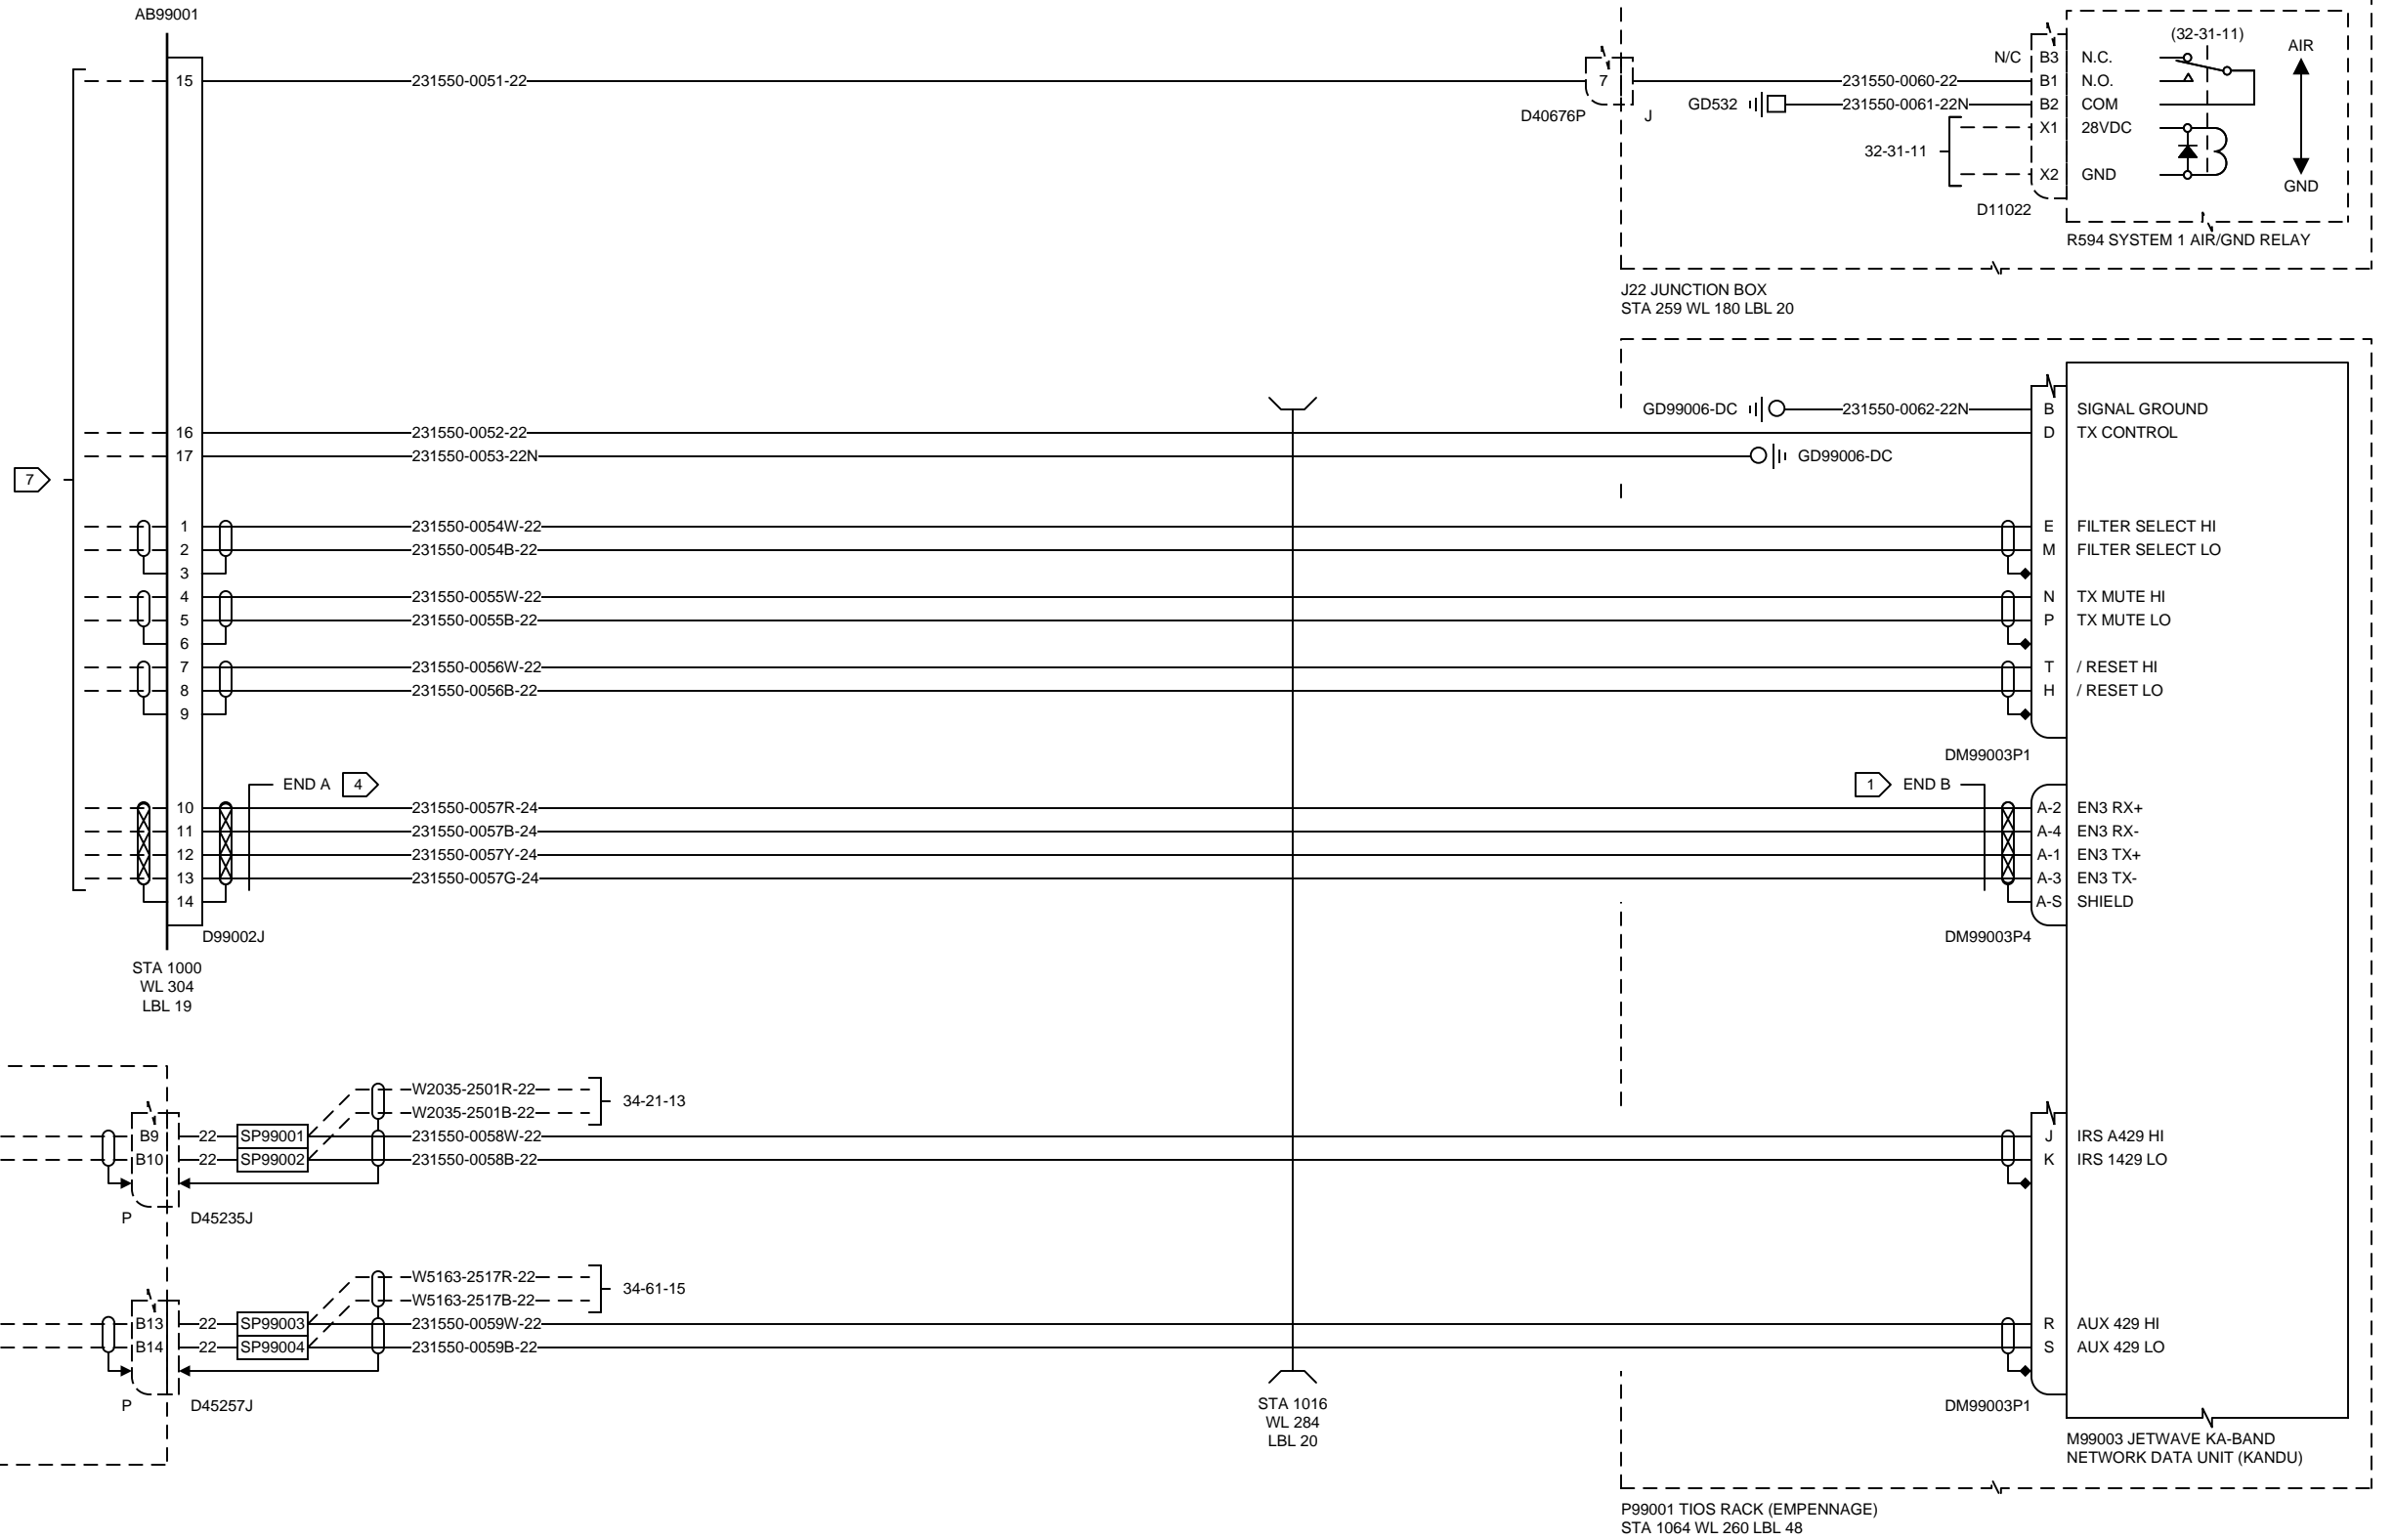 AB99001
15
231550-0051-22
7
D40676P
J
N/C
B3
N.C.
(32-31-11)
AIR
231550-0060-22
B1
N.O.
GD532
231550-0061-22N
B2
COM
X1
28VDC
32-31-11
X2
GND
GND
D11022
R594 SYSTEM 1 AIR/GND RELAY
J22 JUNCTION BOX
STA 259 WL 180 LBL 20
GD99006-DC
231550-0062-22N
B
SIGNAL GROUND
16
231550-0052-22
D
TX CONTROL
17
231550-0053-22N
GD99006-DC
7
1
231550-0054W-22
E
FILTER SELECT HI
2
231550-0054B-22
M
FILTER SELECT LO
3
4
231550-0055W-22
N
TX MUTE HI
5
231550-0055B-22
P
TX MUTE LO
6
7
231550-0056W-22
T
/ RESET HI
8
231550-0056B-22
H
/ RESET LO
9
DM99003P1
END A
4
1
END B
10
231550-0057R-24
A-2
EN3 RX+
11
231550-0057B-24
A-4
EN3 RX-
12
231550-0057Y-24
A-1
EN3 TX+
13
231550-0057G-24
A-3
EN3 TX-
14
A-S
SHIELD
D99002J
DM99003P4
STA 1000
WL 304
LBL 19
W2035-2501R-22
34-21-13
W2035-2501B-22
B9
22
SP99001
231550-0058W-22
J
IRS A429 HI
B10
22
SP99002
231550-0058B-22
K
IRS 1429 LO
P
D45235J
W5163-2517R-22
34-61-15
W5163-2517B-22
B13
22
SP99003
231550-0059W-22
R
AUX 429 HI
B14
22
SP99004
231550-0059B-22
S
AUX 429 LO
P
D45257J
DM99003P1
STA 1016
WL 284
LBL 20
M99003 JETWAVE KA-BAND
NETWORK DATA UNIT (KANDU)
P99001 TIOS RACK (EMPENNAGE)
STA 1064 WL 260 LBL 48